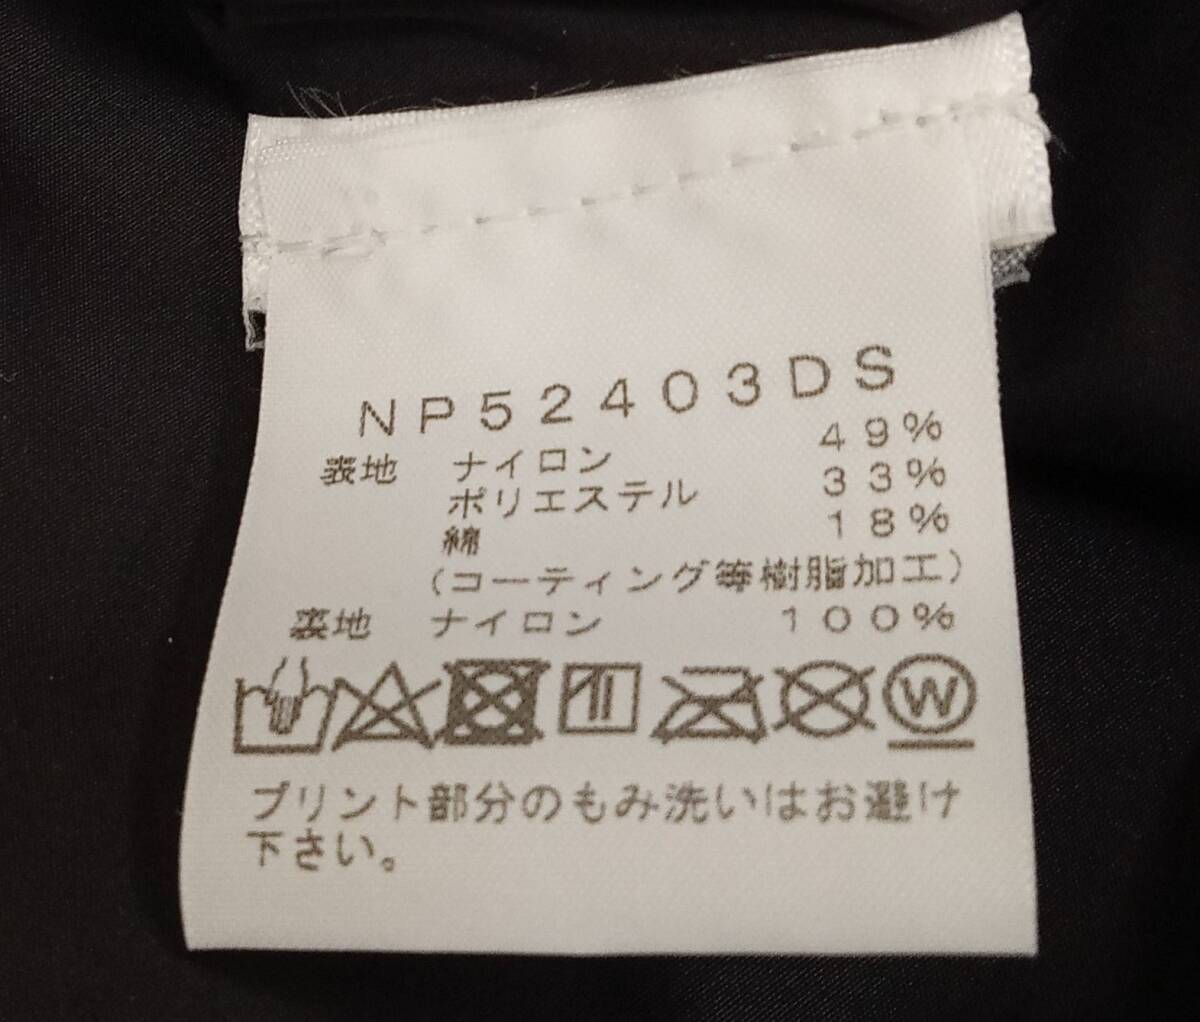 NP52403DS
表地 ナイロン 49%
ポリエステル 33%
綿 18%
(コーティング等樹脂加工)
裏地 ナイロン 100%
W
プリント部分のもみ洗いはお避け
下さい。